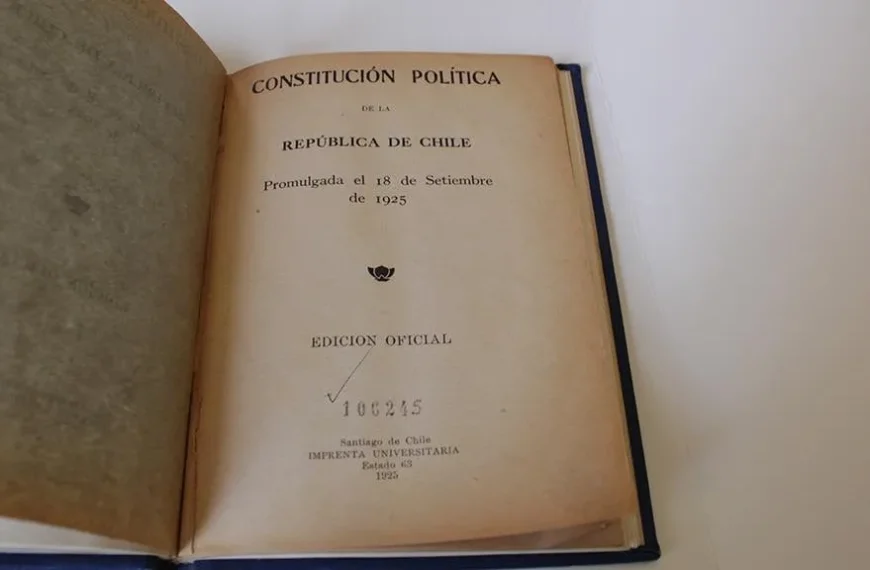 CONSTITUCIÓN POLÍTICA
DE LA
REPÚBLICA DE CHILE
Promulgada el 18 de Setiembre
de 1925
EDICION OFICIAL
106245
Santiago de Chile
IMPRENTA UNIVERSITARIA
Estado 63
1925